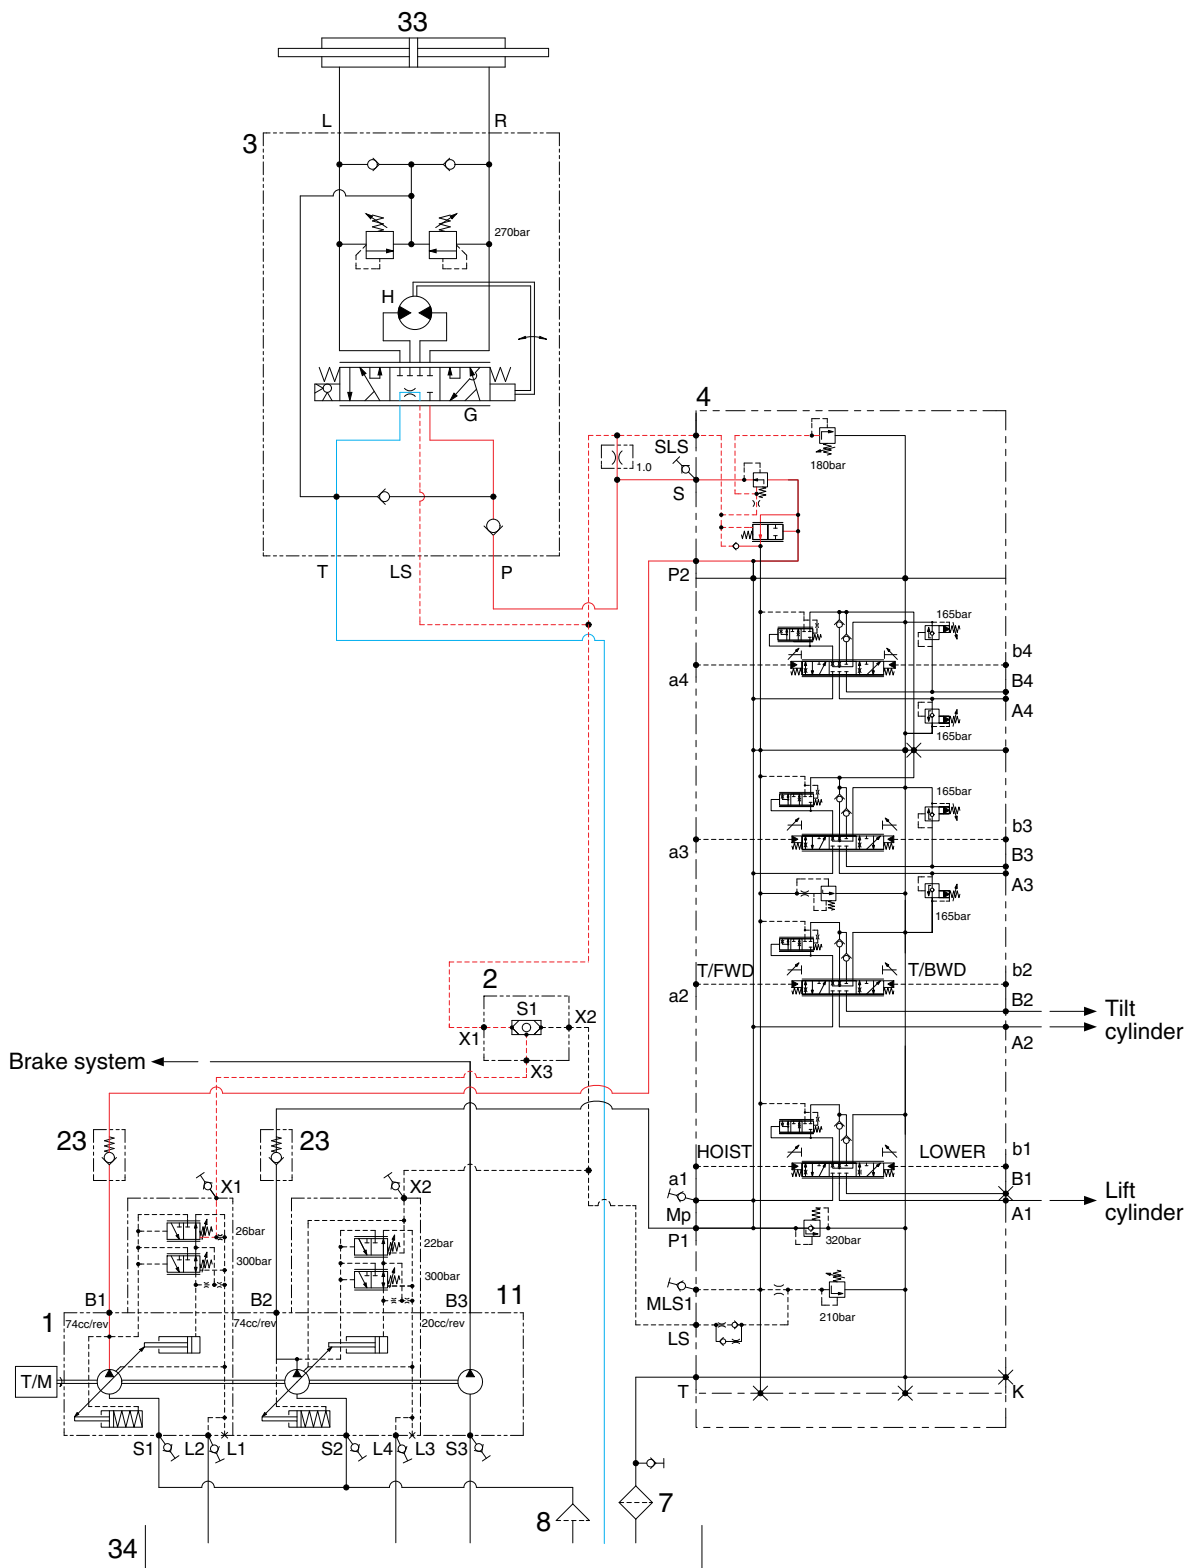 33
L
R
3
270bar
H
G
4
SLS
180bar
1.0
S
T
LS
P
P2
165bar
b4
a4
B4
A4
165bar
165bar
b3
a3
B3
A3
165bar
T/FWD
T/BWD
b2
a2
B2
Tilt
cylinder
A2
2
S1
X2
X1
X3
Brake system
23
23
HOIST
LOWER
b1
a1
B1
Mp
A1
Lift
cylinder
P1
320bar
X1
X2
26bar
22bar
300bar
300bar
MLS1
210bar
LS
B1
B2
B3
11
1
74cc/rev
74cc/rev
20cc/rev
T/M
T
K
S1
L2
L1
S2
L4
L3
S3
8
7
34